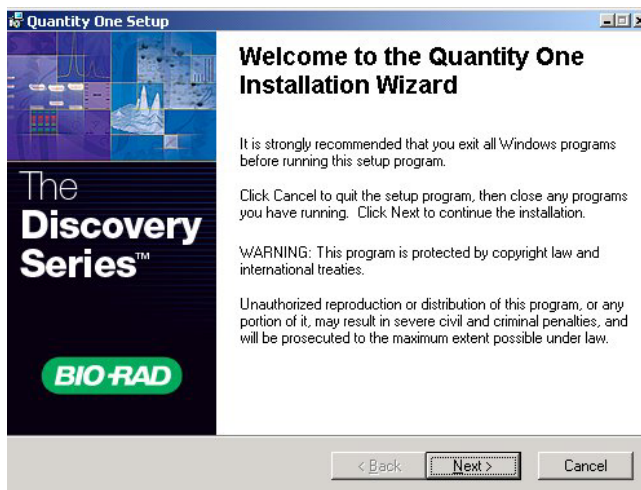 Quantity One Setup
Welcome to the Quantity One
Installation Wizard
It is strongly recommended that you exit all Windows programs
before running this setup program.
Click Cancel to quit the setup program, then close any programs
you have running. Click Next to continue the installation.
WARNING: This program is protected by copyright law and
international treaties.
Unauthorized reproduction or distribution of this program, or any
portion of it, may result in severe civil and criminal penalties, and
will be prosecuted to the maximum extent possible under law.
The
Discovery
Series™
BIO-RAD
< Back
Next >
Cancel